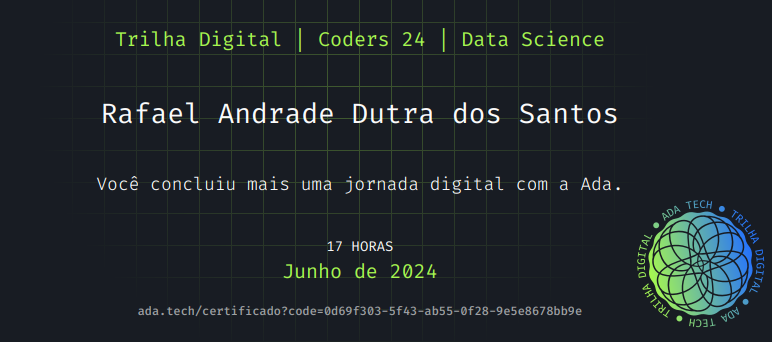 Trilha Digital | Coders 24 | Data Science
Rafael Andrade Dutra dos Santos
Você concluiu mais uma jornada digital com a Ada.
17 HORAS
Junho de 2024
ada.tech/certificado?code=0d69f303-5f43-ab55-0f28-9e5e8678bb9e
ADA TECH • TRILHA DIGITAL • ADA TECH • TRILHA DIGITAL •